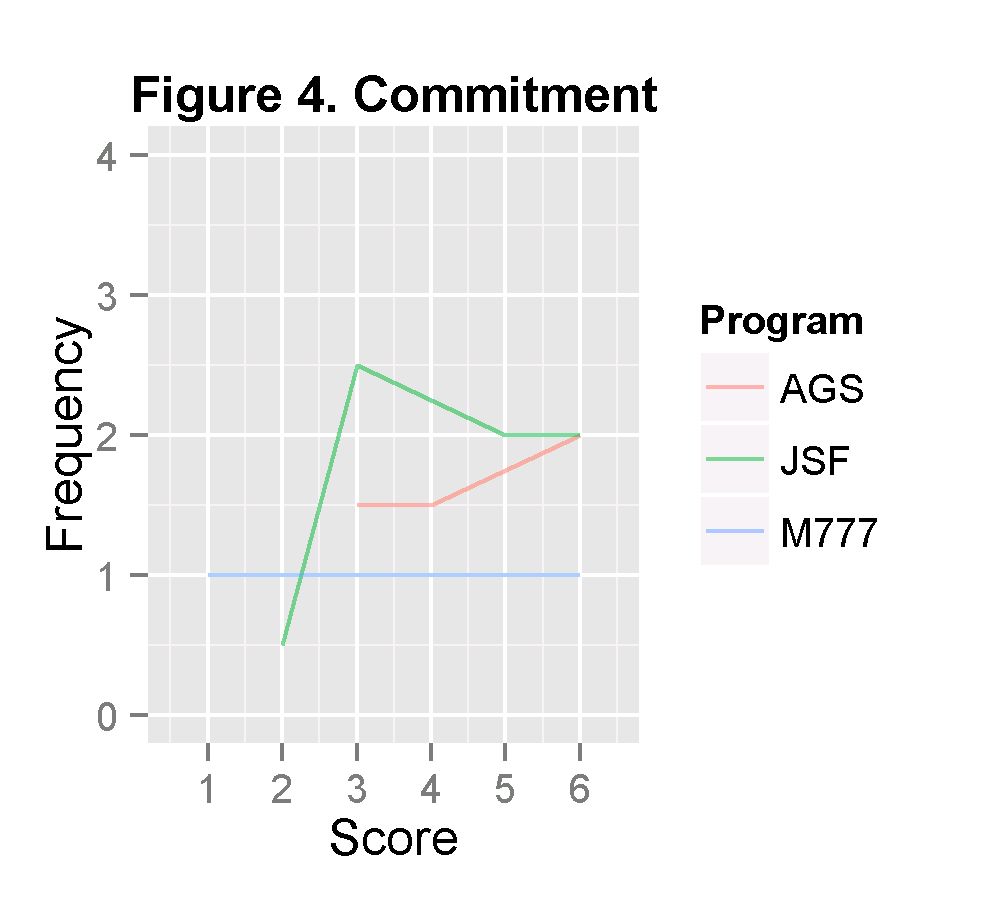 Figure 4. Commitment
4
3
2
1
0
Frequency
1 2 3 4 5 6
Score
Program
AGS
JSF
M777